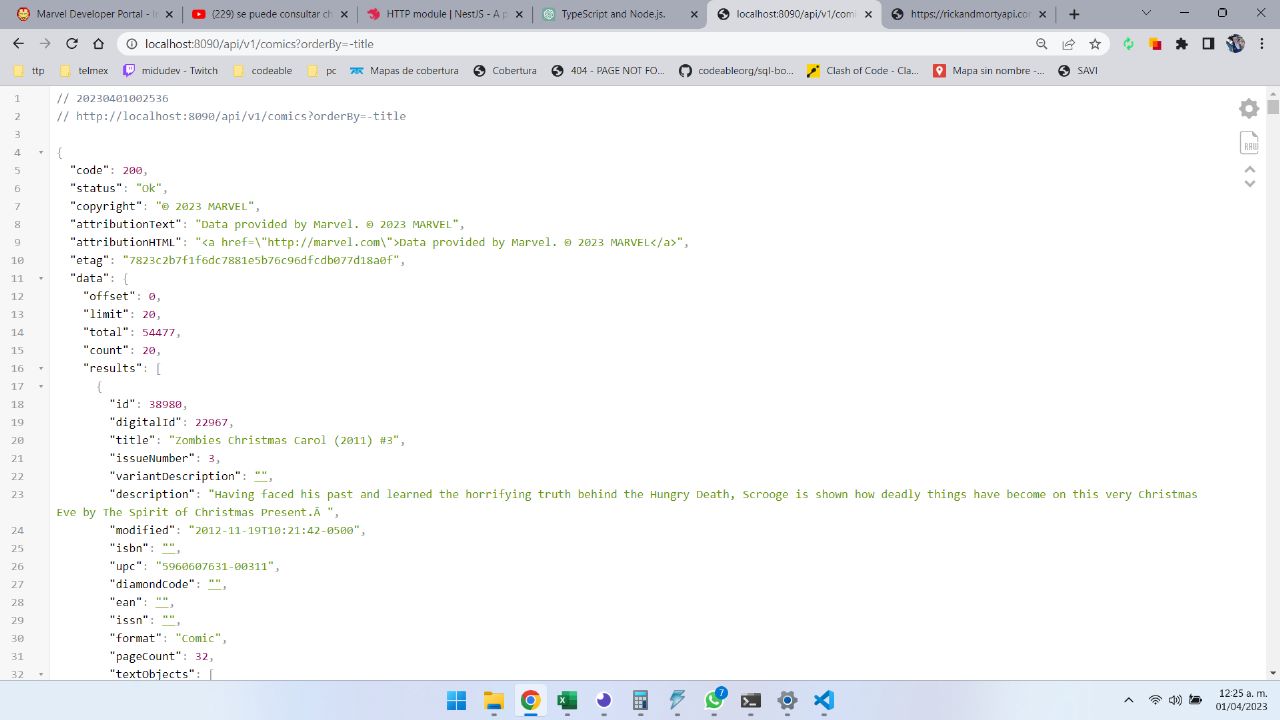 Marvel Developer Portal - In
(229) se puede consultar ch
HTTP module | NestJS - A p
TypeScript and Node.js.
localhost:8090/api/v1/comi
https://rickandmortyapi.co
localhost:8090/api/v1/comics?orderBy=-title
ttp
telmex
midudev - Twitch
codeable
pc
Mapas de cobertura
Cobertura
404 - PAGE NOT FO...
codeableorg/sql-bo...
Clash of Code - Cla...
Mapa sin nombre -...
SAVI
1 // 20230401002536
2 // http://localhost:8090/api/v1/comics?orderBy=-title
3
4 {
5 "code": 200,
6 "status": "Ok",
7 "copyright": "© 2023 MARVEL",
8 "attributionText": "Data provided by Marvel. © 2023 MARVEL",
9 "attributionHTML": "<a href=\"http://marvel.com\">Data provided by Marvel. © 2023 MARVEL</a>",
10 "etag": "7823c2b7f1f6dc7881e5b76c96dfcdb077d18a0f",
11 "data": {
12 "offset": 0,
13 "limit": 20,
14 "total": 54477,
15 "count": 20,
16 "results": [
17 {
18 "id": 38980,
19 "digitalId": 22967,
20 "title": "Zombies Christmas Carol (2011) #3",
21 "issueNumber": 3,
22 "variantDescription": "",
23 "description": "Having faced his past and learned the horrifying truth behind the Hungry Death, Scrooge is shown how deadly things have become on this very Christmas
Eve by The Spirit of Christmas Present.Â ",
24 "modified": "2012-11-19T10:21:42-0500",
25 "isbn": "",
26 "upc": "5960607631-00311",
27 "diamondCode": "",
28 "ean": "",
29 "issn": "",
30 "format": "Comic",
31 "pageCount": 32,
32 "textObjects": [
RAW
7
12:25 a. m.
01/04/2023